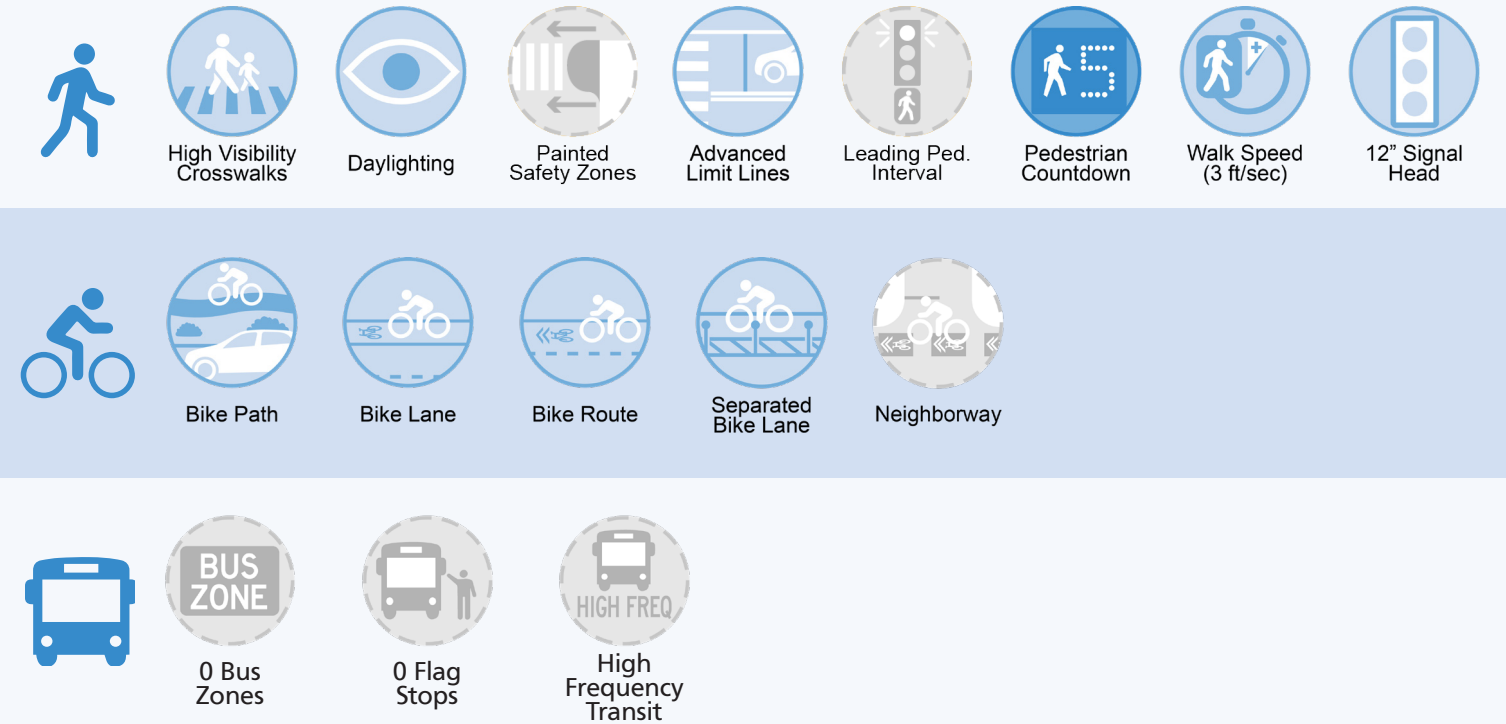 5
High Visibility
Crosswalks
Daylighting
Painted
Safety Zones
Advanced
Limit Lines
Leading Ped.
Interval
Pedestrian
Countdown
Walk Speed
(3 ft/sec)
12” Signal
Head
Bike Path
Bike Lane
Bike Route
Separated
Bike Lane
Neighborway
BUS
ZONE
HIGH FREQ
0 Bus
Zones
0 Flag
Stops
High
Frequency
Transit